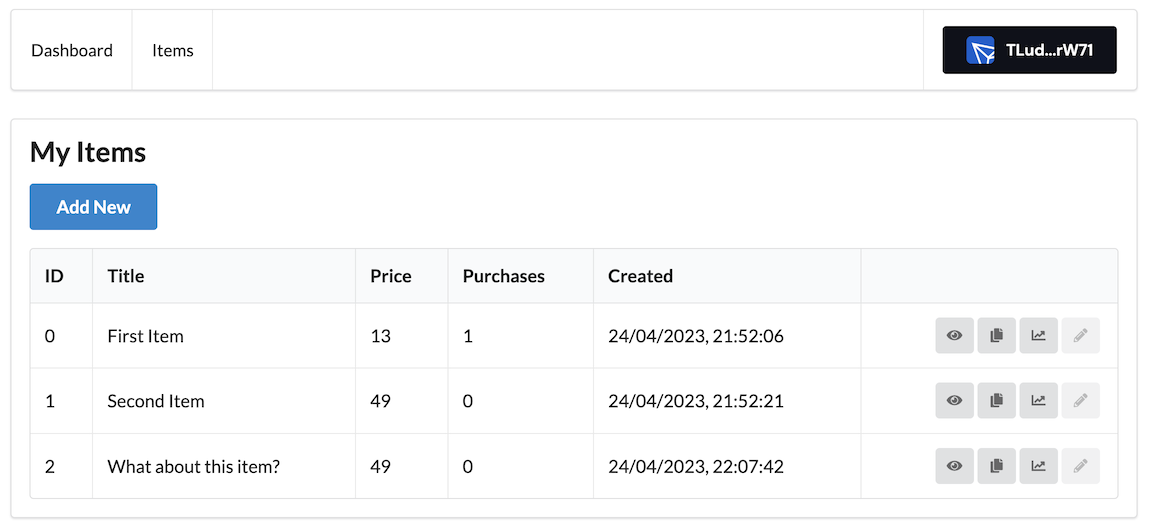 Dashboard Items TLud...rW71
My Items
Add New
ID Title Price Purchases Created
0 First Item 13 1 24/04/2023, 21:52:06
1 Second Item 49 0 24/04/2023, 21:52:21
2 What about this item? 49 0 24/04/2023, 22:07:42